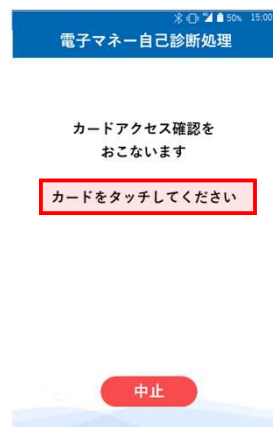 50% 15:00
電子マネー自己診断処理
カードアクセス確認を
おこないます
カードをタッチしてください
中止